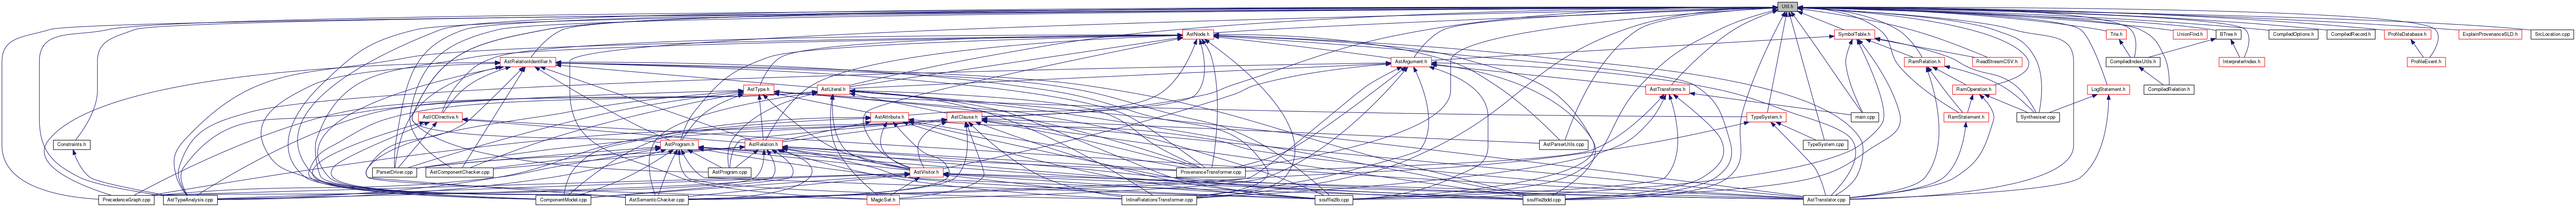 Util.h
AstNode.h
SymbolTable.h
Trie.h
UnionFind.h
BTree.h
CompiledOptions.h
CompiledRecord.h
ProfileDatabase.h
ExplainProvenanceSLD.h
SrcLocation.cpp
AstRelationIdentifier.h
AstArgument.h
RamRelation.h
ReadStreamCSV.h
CompiledIndexUtils.h
InterpreterIndex.h
ProfileEvent.h
AstType.h
AstLiteral.h
AstTransforms.h
RamOperation.h
LogStatement.h
CompiledRelation.h
AstIODirective.h
AstAttribute.h
AstClause.h
TypeSystem.h
main.cpp
RamStatement.h
Synthesiser.cpp
Constraints.h
AstProgram.h
AstRelation.h
AstParserUtils.cpp
TypeSystem.cpp
ParserDriver.cpp
AstComponentChecker.cpp
AstProgram.cpp
AstVisitor.h
ProvenanceTransformer.cpp
PrecedenceGraph.cpp
AstTypeAnalysis.cpp
ComponentModel.cpp
AstSemanticChecker.cpp
MagicSet.h
InlineRelationsTransformer.cpp
souffle2lb.cpp
souffle2bdd.cpp
AstTranslator.cpp